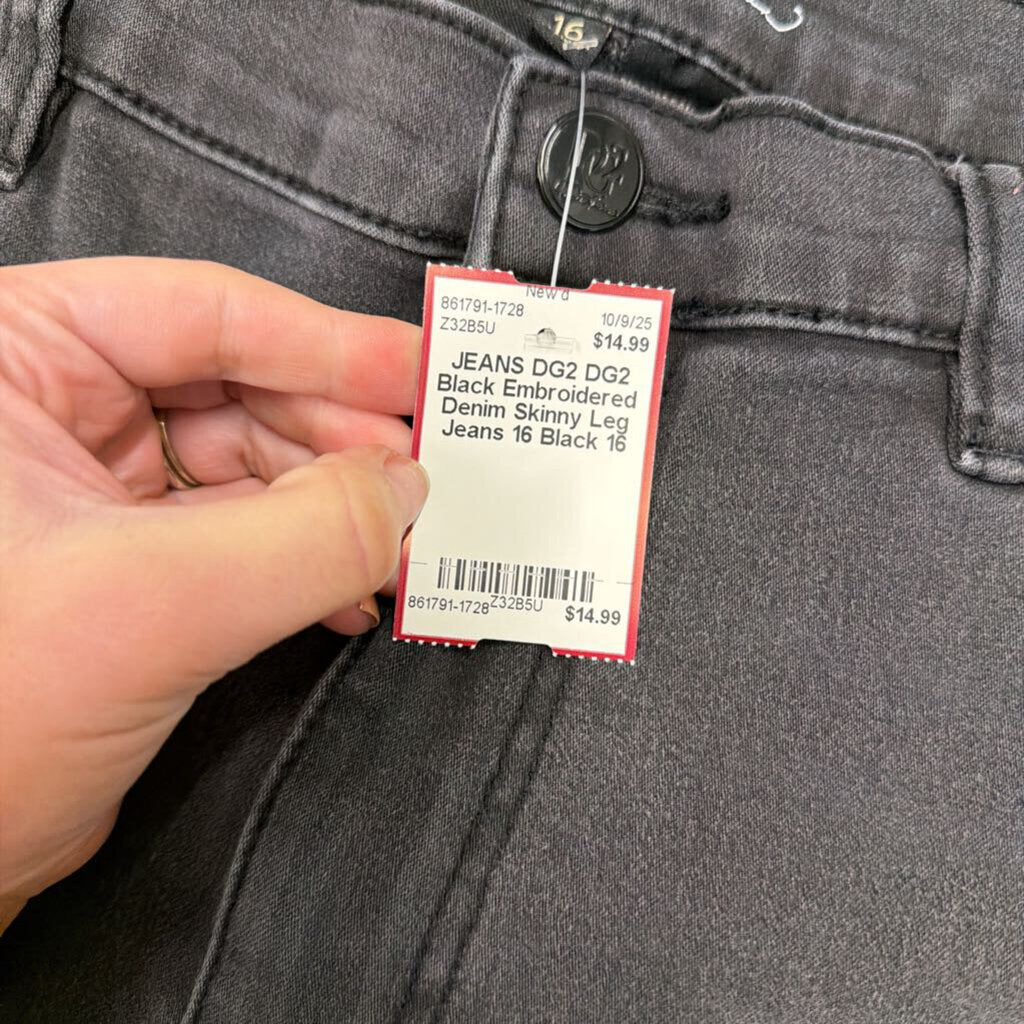 16
New'd
861791-1728
10/9/25
Z32B5U
$14.99
JEANS DG2 DG2
Black Embroidered
Denim Skinny Leg
Jeans 16 Black 16
861791-1728 Z32B5U $14.99